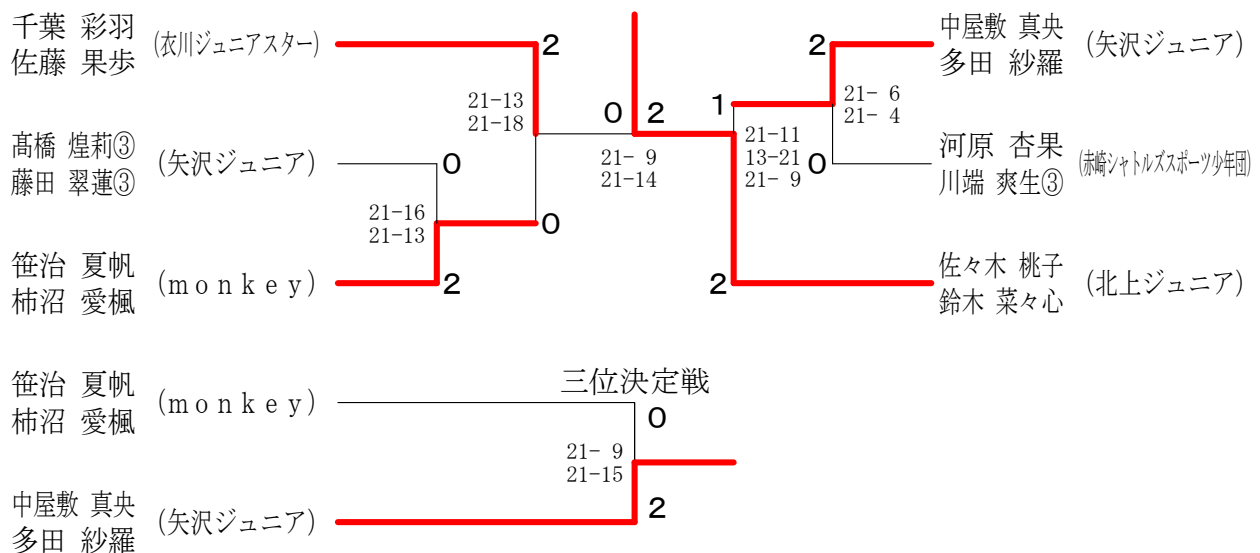 千葉 彩羽
佐藤 果歩
(衣川ジュニアスター)
2
21-13
21-18
髙橋 煌莉③
藤田 翠蓮③
(矢沢ジュニア)
0
21-16
21-13
0
笹治 夏帆
柿沼 愛楓
(monkey)
2
0
2
21- 9
21-14
中屋敷 真央
多田 紗羅
(矢沢ジュニア)
2
1
21- 6
21- 4
21-11
13-21
21- 9
0
河原 杏果
川端 爽生③
(赤崎シャトルズスポーツ少年団)
2
佐々木 桃子
鈴木 菜々心
(北上ジュニア)
三位決定戦
笹治 夏帆
柿沼 愛楓
(monkey)
0
21- 9
21-15
中屋敷 真央
多田 紗羅
(矢沢ジュニア)
2